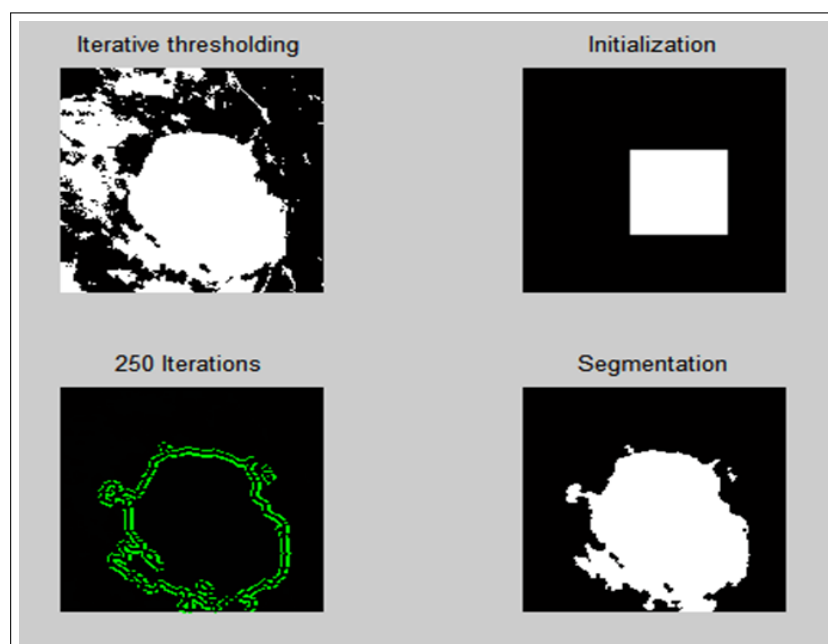 Iterative thresholding
Initialization
250 Iterations
Segmentation